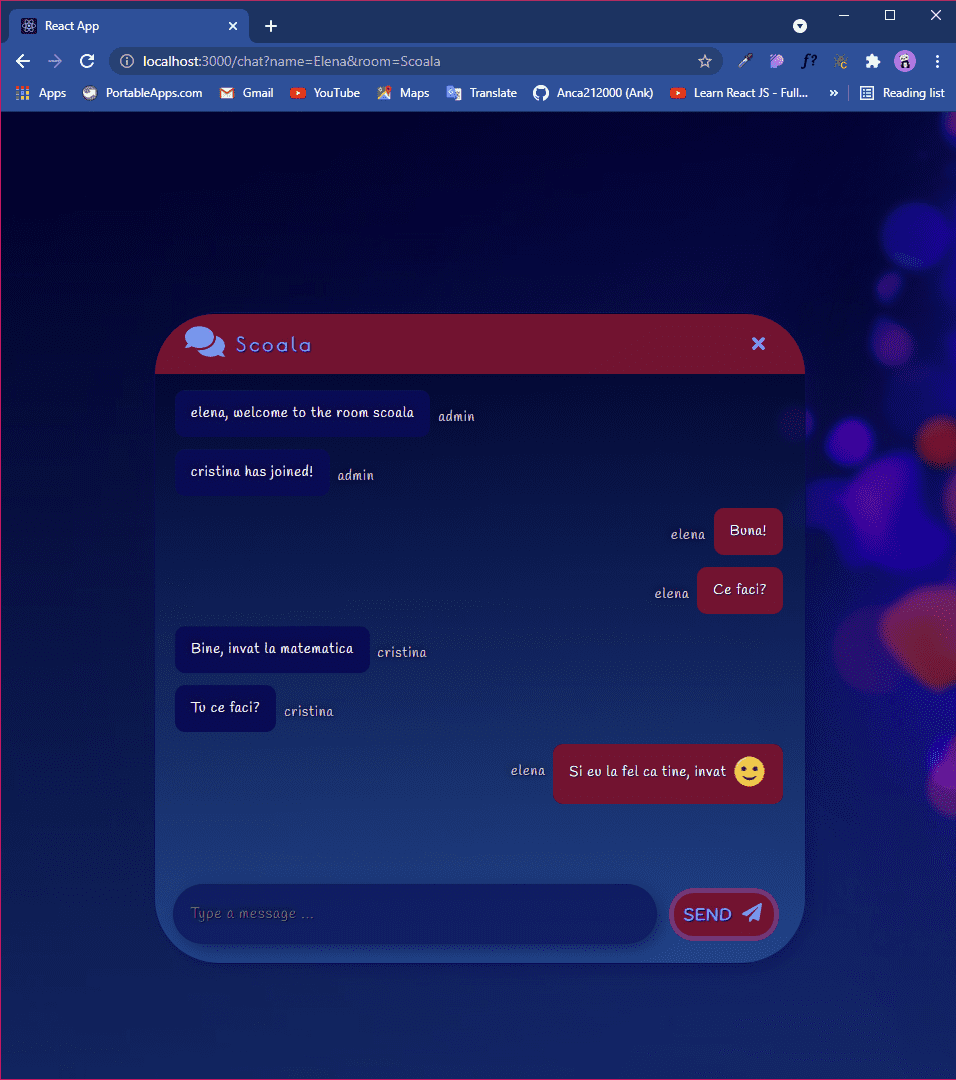 React App
localhost:3000/chat?name=Elena&room=Scoala
f?
C
Apps PortableApps.com Gmail YouTube Maps Translate Anca212000 (Ank) Learn React JS - Full... » Reading list
Scoala
elena, welcome to the room scoala admin
cristina has joined! admin
elena Buna!
elena Ce faci?
Bine, invat la matematica cristina
Tu ce faci? cristina
elena Si eu la fel ca tine, invat 🙂
Type a message ...
SEND